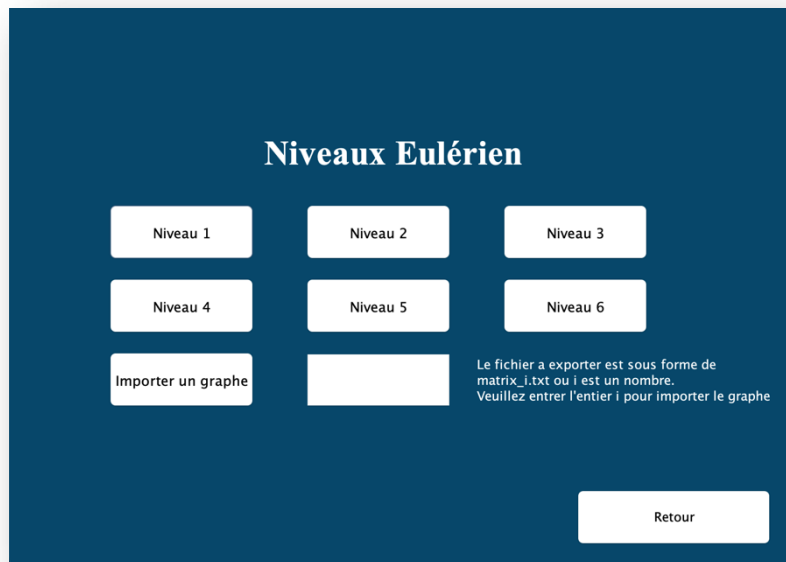 Niveaux Eulérien
Niveau 1
Niveau 2
Niveau 3
Niveau 4
Niveau 5
Niveau 6
Importer un graphe
Le fichier a exporter est sous forme de
matrix_i.txt ou i est un nombre.
Veuillez entrer l'entier i pour importer le graphe
Retour